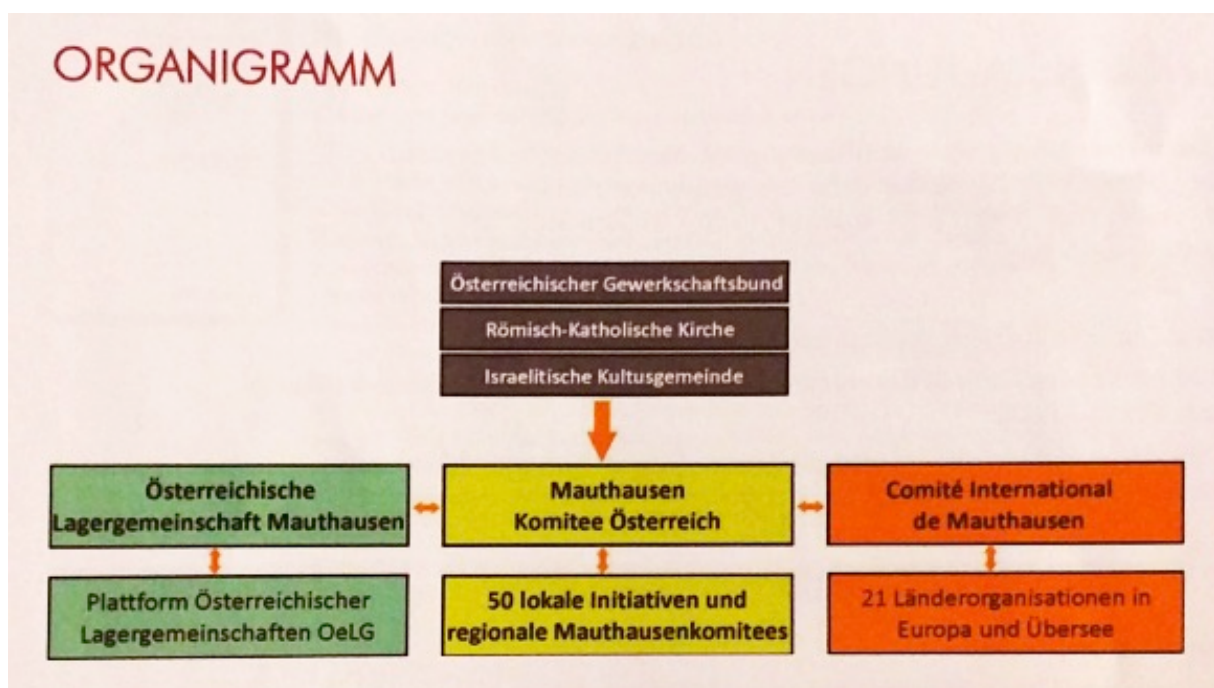 ORGANIGRAMM
Österreichischer Gewerkschaftsbund
Römisch-Katholische Kirche
Israelitische Kultusgemeinde
Österreichische
Lagergemeinschaft Mauthausen
Mauthausen
Komitee Österreich
Comité International
de Mauthausen
Plattform Österreichischer
Lagergemeinschaften OeLG
50 lokale Initiativen und
regionale Mauthausenkomitees
21 Länderorganisationen in
Europa und Übersee